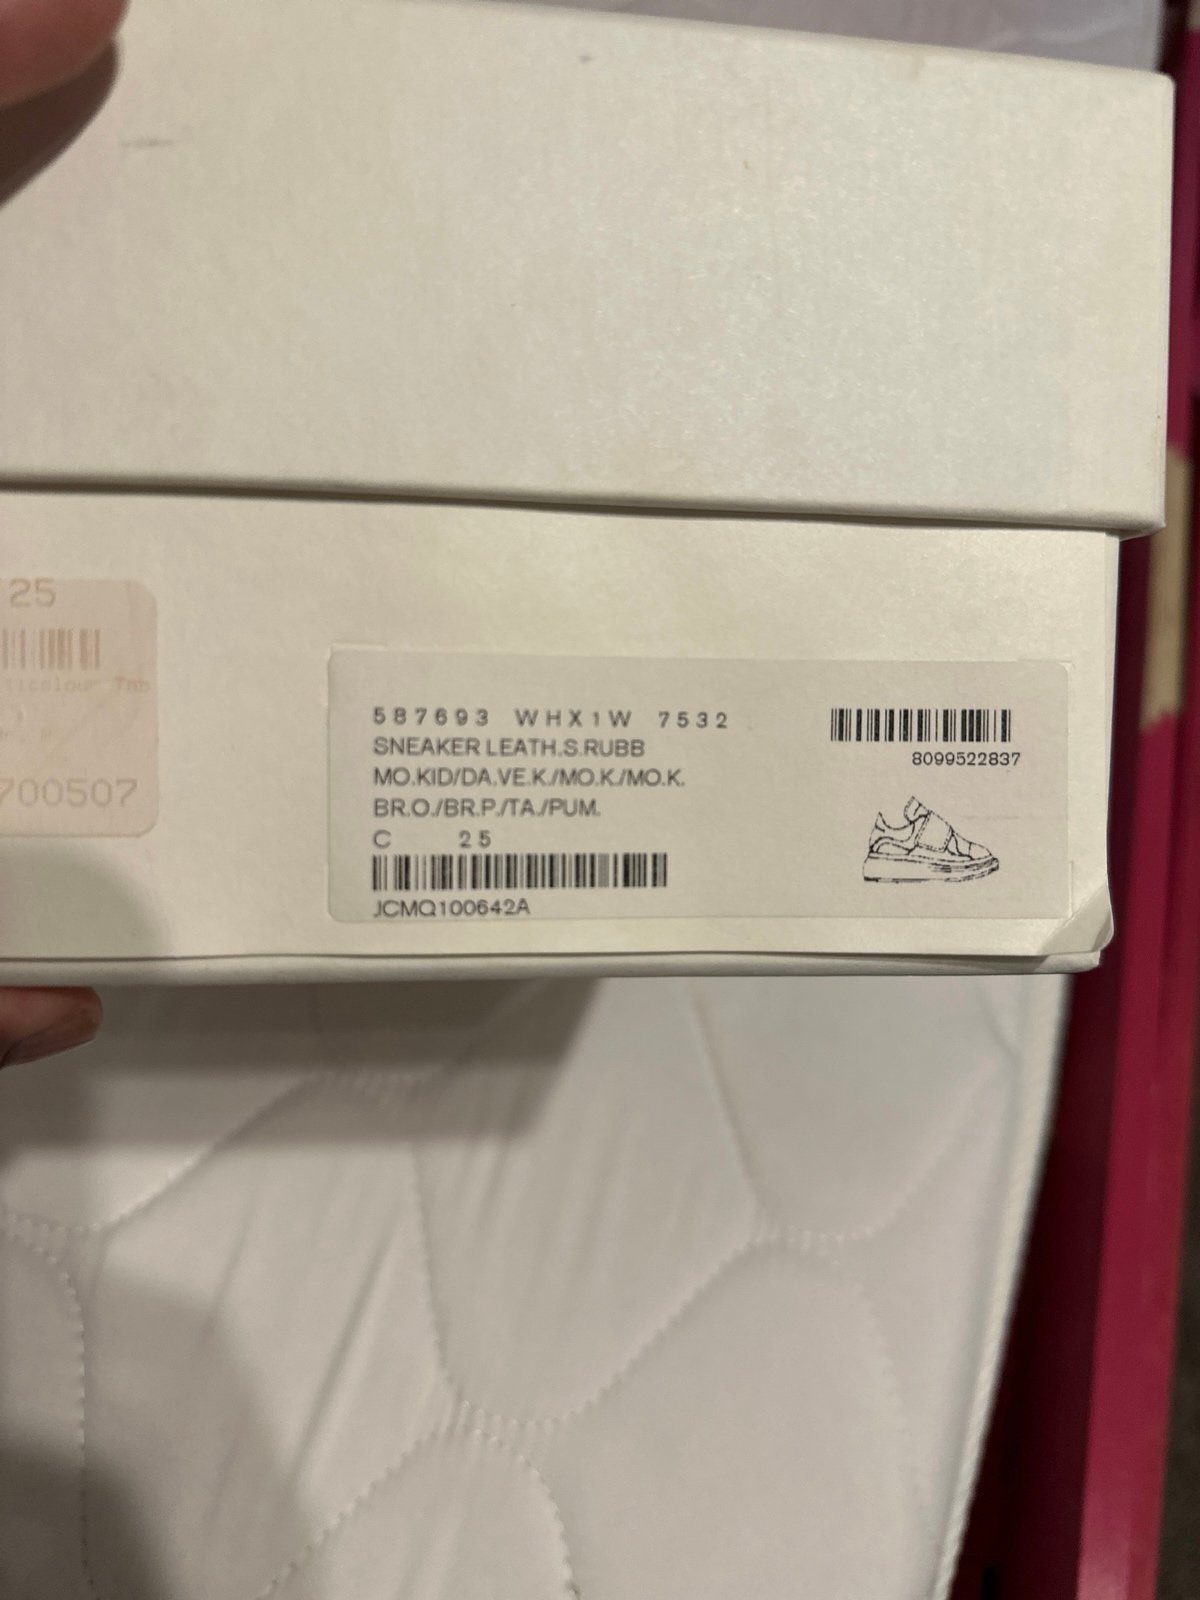 25
700507
587693 WHX1W 7532
SNEAKER LEATH.S.RUBB
MO.KID/DA.VE.K./MO.K./MO.K.
BR.O./BR.P./TA./PUM.
C 25
JCMQ100642A
8099522837